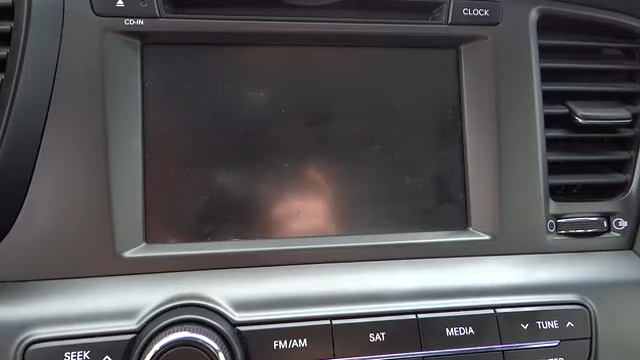 CLOCK
CD-IN
SEEK
FM/AM
SAT
MEDIA
TUNE